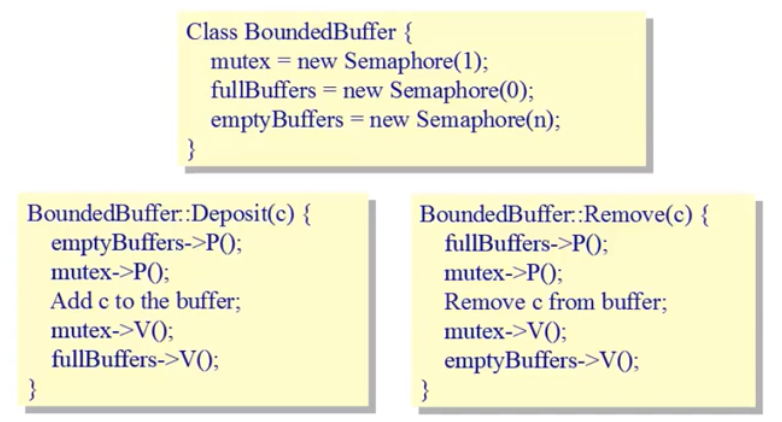 Class BoundedBuffer {
mutex = new Semaphore(1);
fullBuffers = new Semaphore(0);
emptyBuffers = new Semaphore(n);
}
BoundedBuffer::Deposit(c) {
emptyBuffers->P();
mutex->P();
Add c to the buffer;
mutex->V();
fullBuffers->V();
}
BoundedBuffer::Remove(c) {
fullBuffers->P();
mutex->P();
Remove c from buffer;
mutex->V();
emptyBuffers->V();
}